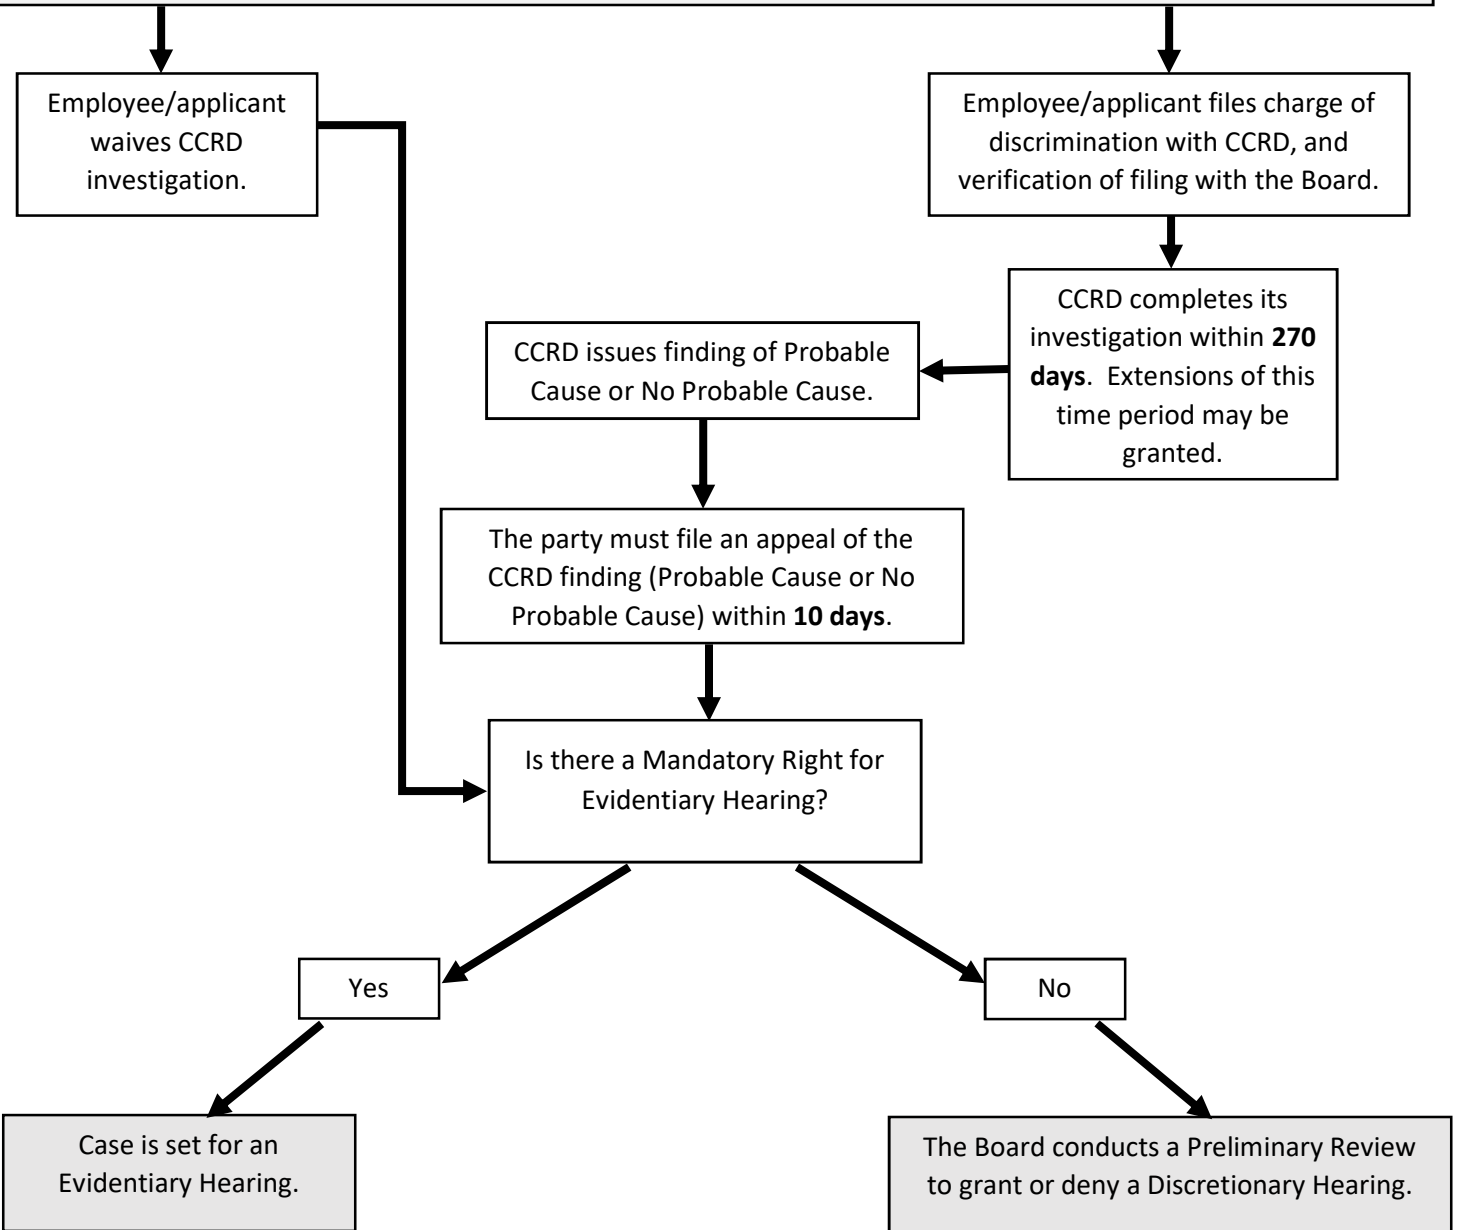 Employee/applicant
waives CCRD
investigation.
Employee/applicant files charge of
discrimination with CCRD, and
verification of filing with the Board.
CCRD completes its
investigation within 270
days.  Extensions of this
time period may be
granted.
CCRD issues finding of Probable
Cause or No Probable Cause.
The party must file an appeal of the
CCRD finding (Probable Cause or No
Probable Cause) within 10 days.
Is there a Mandatory Right for
Evidentiary Hearing?
Yes
No
Case is set for an
Evidentiary Hearing.
The Board conducts a Preliminary Review
to grant or deny a Discretionary Hearing.